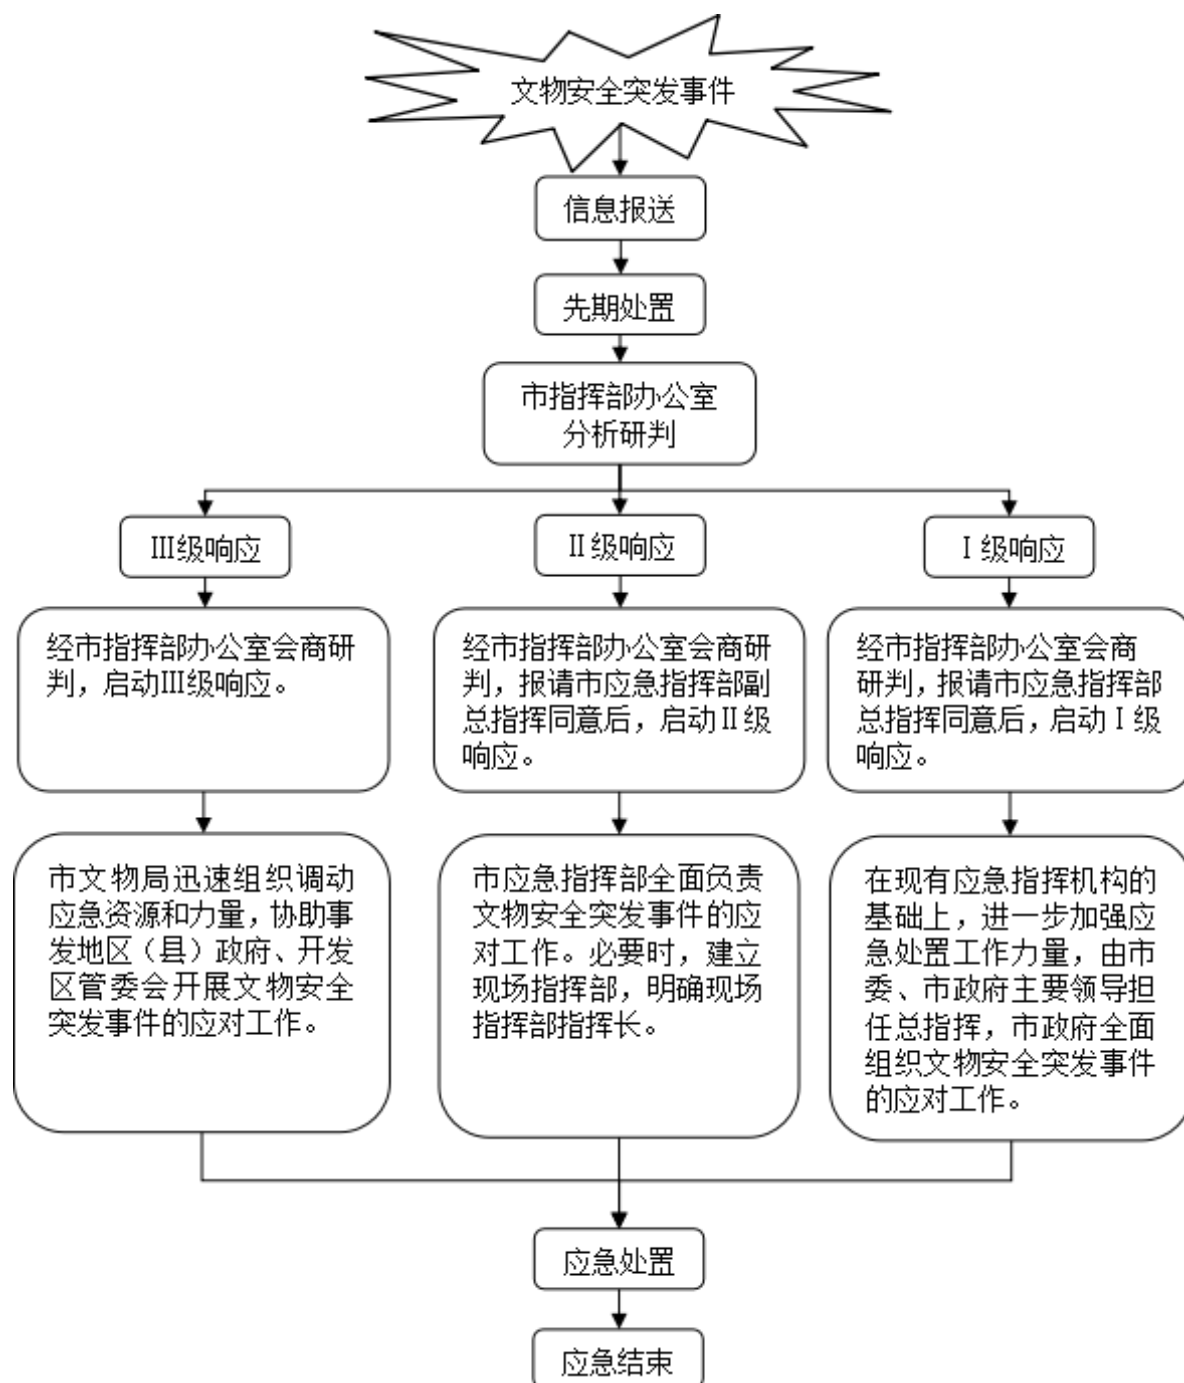 文物安全突发事件
信息报送
先期处置
市指挥部办公室
分析研判
Ⅲ级响应
Ⅱ级响应
Ⅰ级响应
经市指挥部办公室会商研
判，启动Ⅲ级响应。
经市指挥部办公室会商研
判，报请市应急指挥部副
总指挥同意后，启动Ⅱ级
响应。
经市指挥部办公室会商
研判，报请市应急指挥部
总指挥同意后，启动Ⅰ级
响应。
市文物局迅速组织调动
应急资源和力量，协助事
发地区（县）政府、开发
区管委会开展文物安全
突发事件的应对工作。
市应急指挥部全面负责
文物安全突发事件的应
对工作。必要时，建立
现场指挥部，明确现场
指挥部指挥长。
在现有应急指挥机构的
基础上，进一步加强应
急处置工作力量，由市
委、市政府主要领导担
任总指挥，市政府全面
组织文物安全突发事件
的应对工作。
应急处置
应急结束